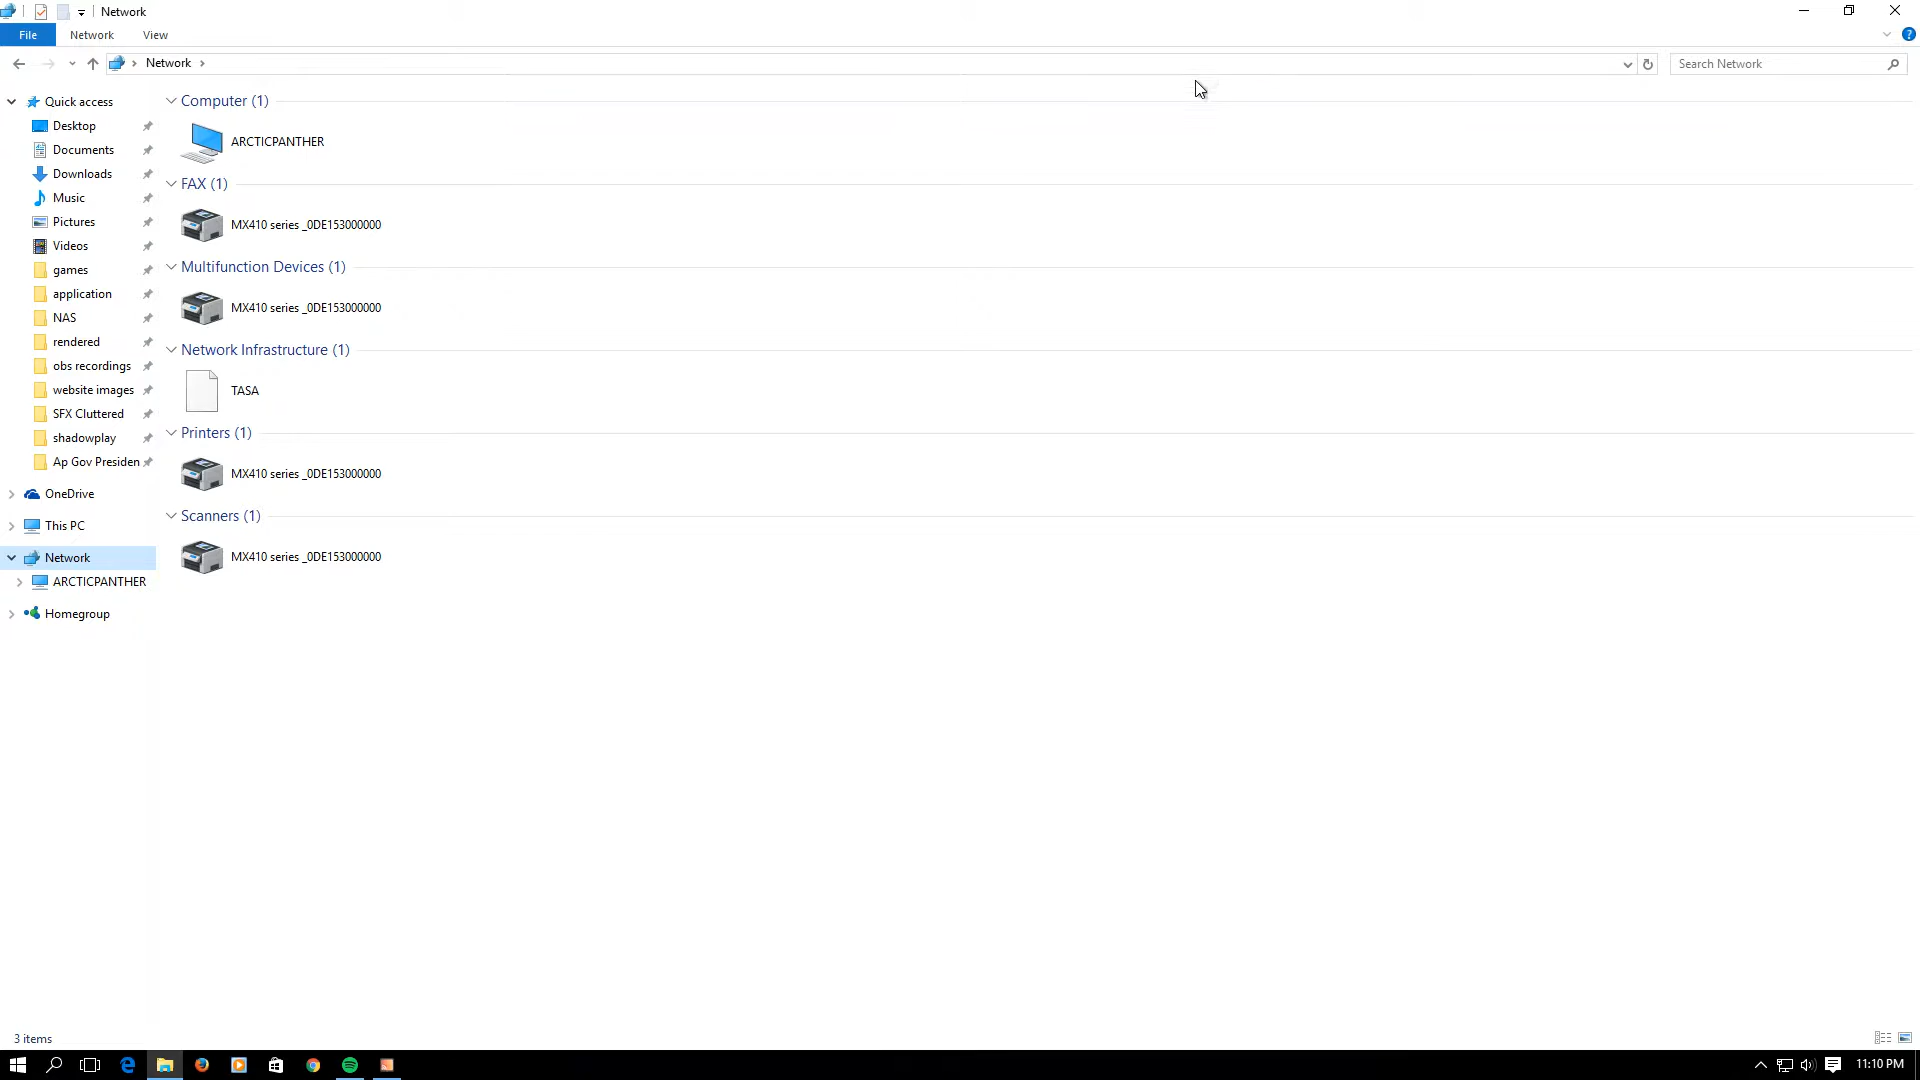 Network
File
Network
View
Network
Search Network
Quick access
Desktop
Documents
Downloads
Music
Pictures
Videos
games
application
NAS
rendered
obs recordings
website images
SFX Cluttered
shadowplay
Ap Gov Presiden
OneDrive
This PC
Network
ARCTICPANTHER
Homegroup
Computer (1)
ARCTICPANTHER
FAX (1)
MX410 series _0DE153000000
Multifunction Devices (1)
MX410 series _0DE153000000
Network Infrastructure (1)
TASA
Printers (1)
MX410 series _0DE153000000
Scanners (1)
MX410 series _0DE153000000
3 items
11:10 PM